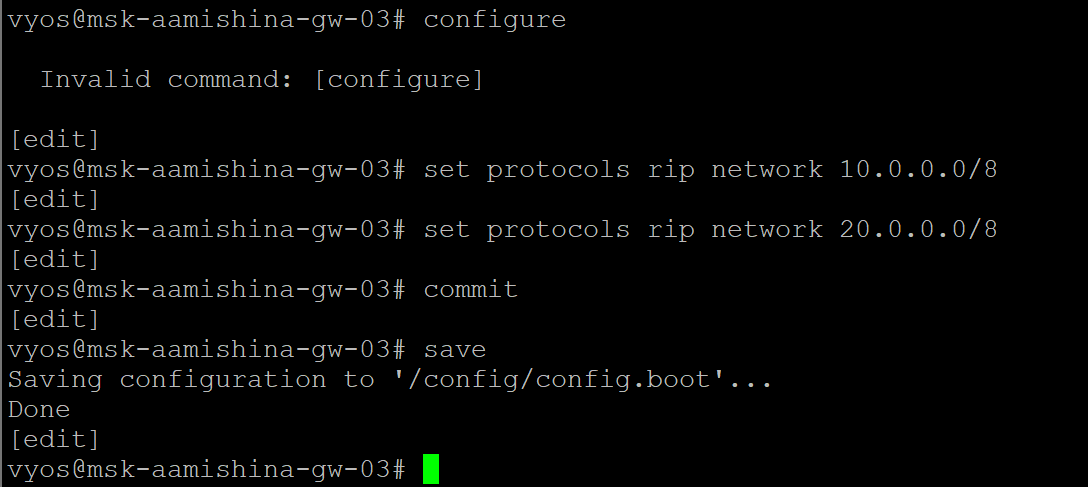 vyos@msk-aamishina-gw-03# configure
Invalid command: [configure]
[edit]
vyos@msk-aamishina-gw-03# set protocols rip network 10.0.0.0/8
[edit]
vyos@msk-aamishina-gw-03# set protocols rip network 20.0.0.0/8
[edit]
vyos@msk-aamishina-gw-03# commit
[edit]
vyos@msk-aamishina-gw-03# save
Saving configuration to '/config/config.boot'...
Done
[edit]
vyos@msk-aamishina-gw-03#